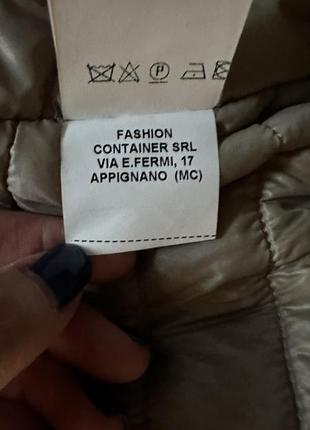 P
FASHION
CONTAINER SRL
VIA E.FERMI, 17
APPIGNANO (MC)